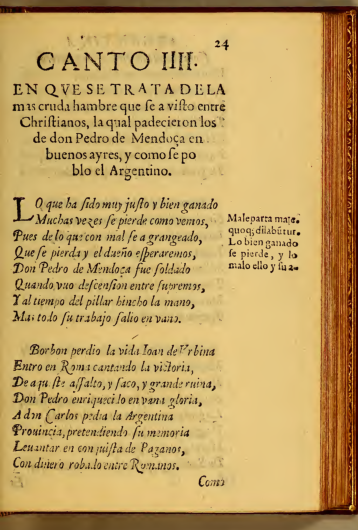 24
CANTO IIII.
EN QVE SE TRATA DE LA
mas cruda hambre que se a visto entre
Christianos, la qual padecieron los
de don Pedro de Mendoça en
buenos ayres, y como se po
blo el Argentino.
LO que ha sido muy justo y bien ganado
Muchas vezes se pierde como vemos,
Pues de lo que con mal se a grangeado,
Que se pierda y el dueño esperaremos,
Don Pedro de Mendoça fue soldado
Quando vuo descension entre supremos,
Y al tiempo del pillar hincho la mano,
Mas todo su trabajo salio en vano.
Maleparta male.
quoq; dilabūtur.
Lo bien ganado
se pierde, y lo
malo ello y su a-
Borbon perdio la vida Ioan de Vrbina
Entro en Roma cantando la victoria,
De aqueste assalto, y saco, y grande ruina,
Don Pedro enriquecilo en vana gloria,
A don Carlos pedia la Argentina
Prouincia, pretendiendo su memoria
Leuantar en conquista de Paganos,
Con dinero robado entre Romanos.
Como